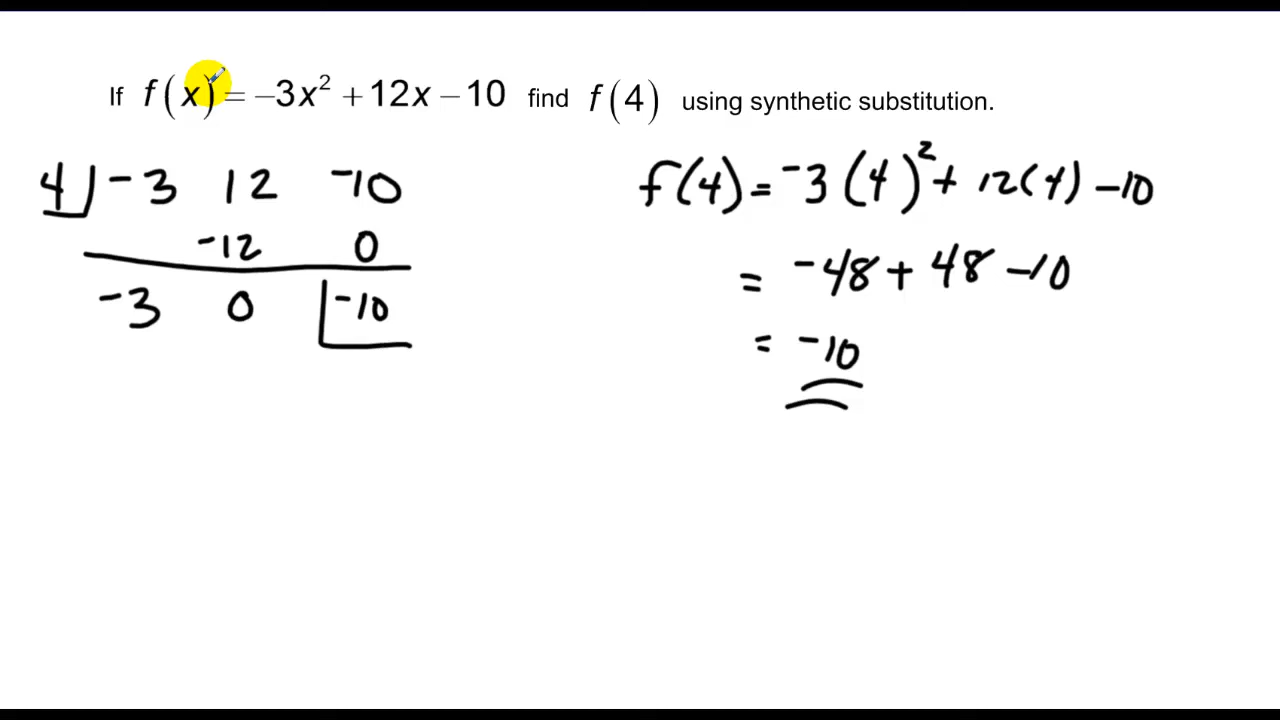 If f(x) = −3x² + 12x − 10 find f(4) using synthetic substitution.
4 -3 12 -10
-12 0
-3 0 -10
f(4) = -3(4)² + 12(4) - 10
= -48 + 48 - 10
= -10